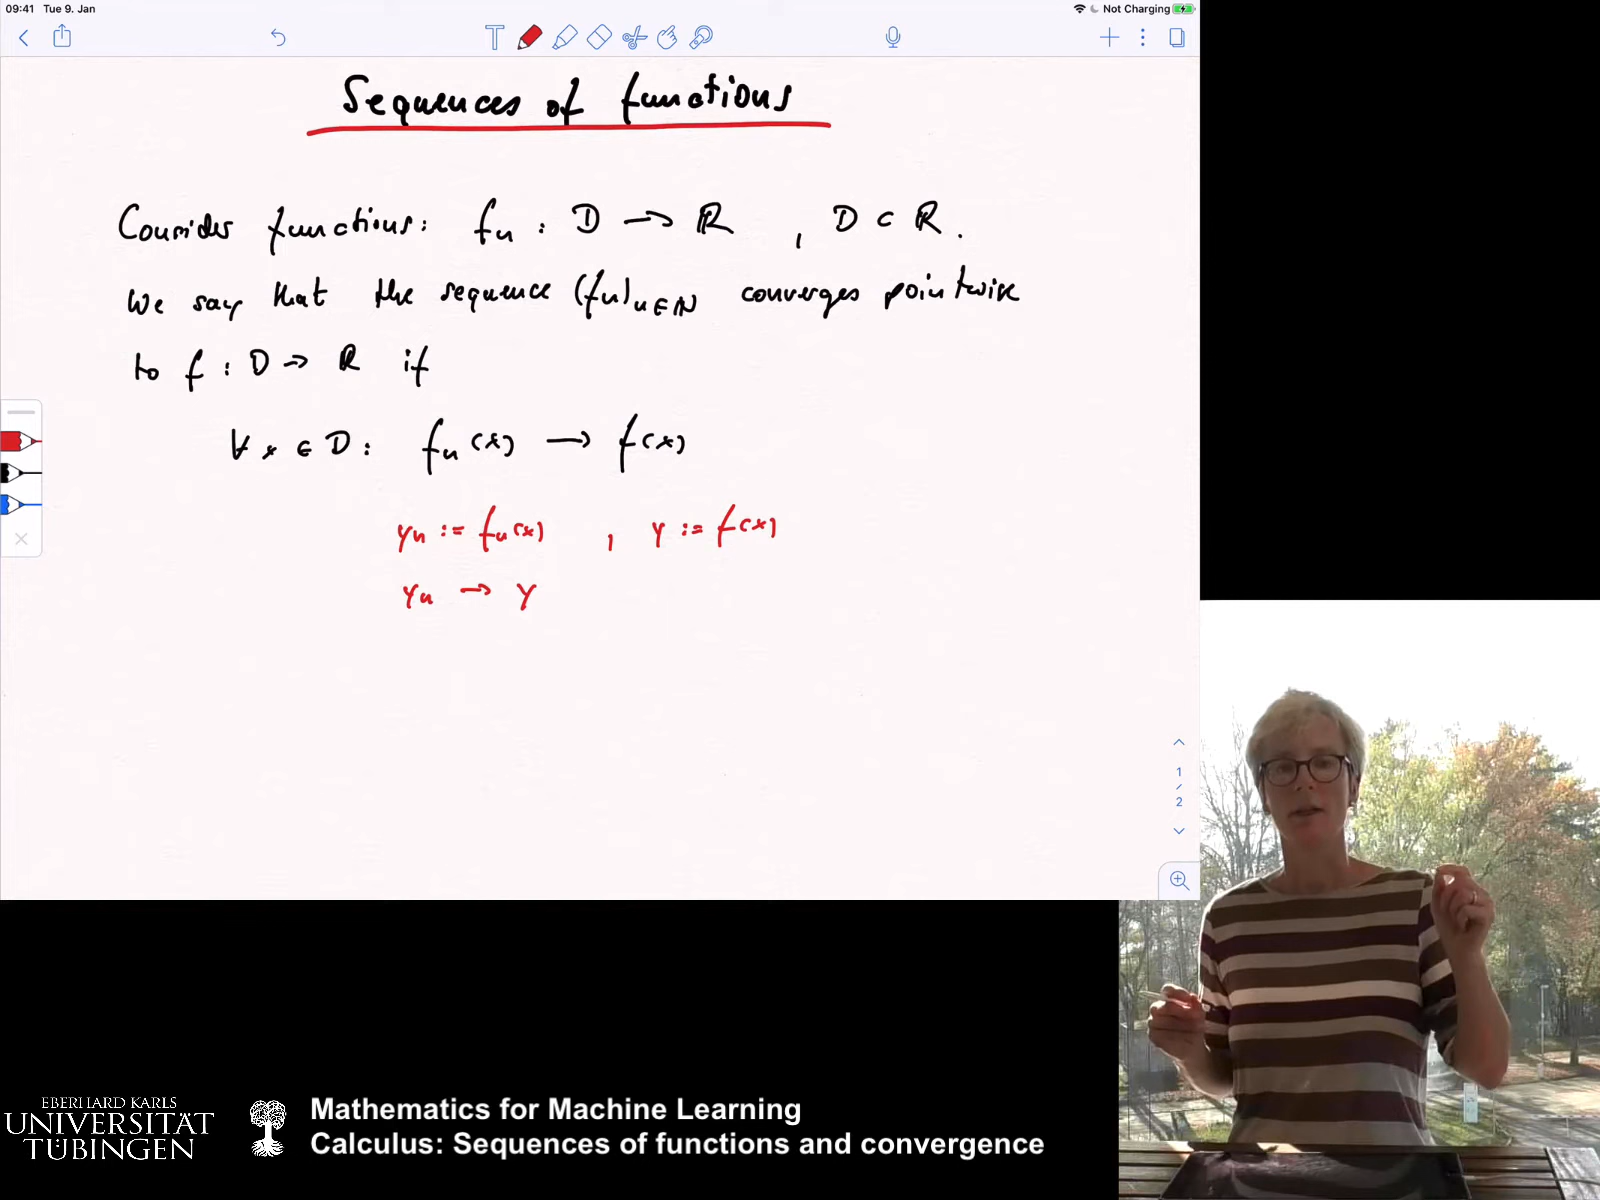 09:41 Tue 9. Jan
Not Charging
Sequences of functions
Consider functions: fₙ : D → ℝ , D ⊂ ℝ.
We say that the sequence (fₙ)ₙ∈ℕ converges pointwise
to f : D → ℝ if
∀ x ∈ D : fₙ(x) → f(x)
yₙ := fₙ(x) , y := f(x)
yₙ → y
1
/
2
EBERHARD KARLS
UNIVERSITÄT
TÜBINGEN
Mathematics for Machine Learning
Calculus: Sequences of functions and convergence